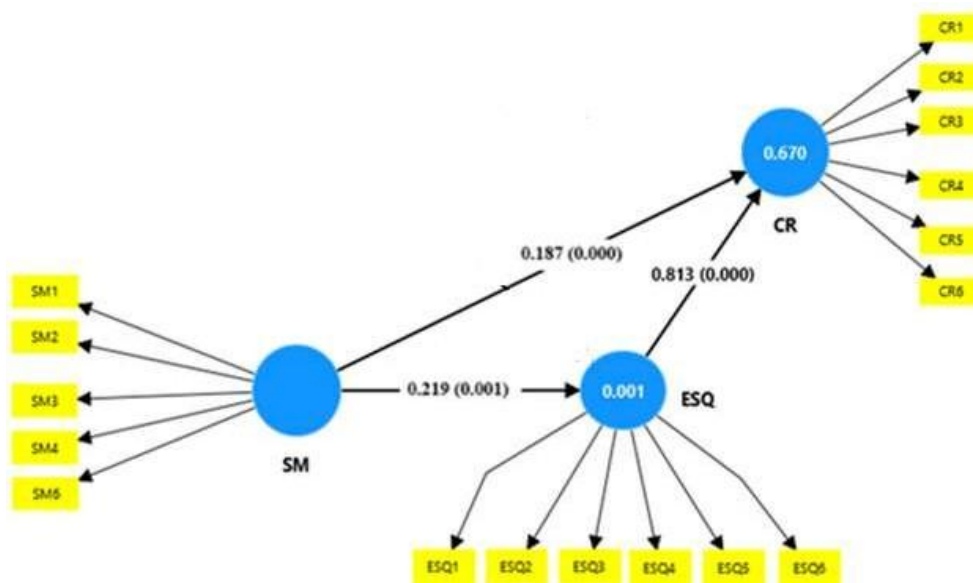 CR1
CR2
CR3
0.670
CR4
CR
CR5
0.187 (0.000)
0.813 (0.000)
CR6
SM1
SM2
SM3
0.219 (0.001)
0.001
ESQ
SM4
SM
SM6
ESQ1
ESQ2
ESQ3
ESQ4
ESQ5
ESQ6